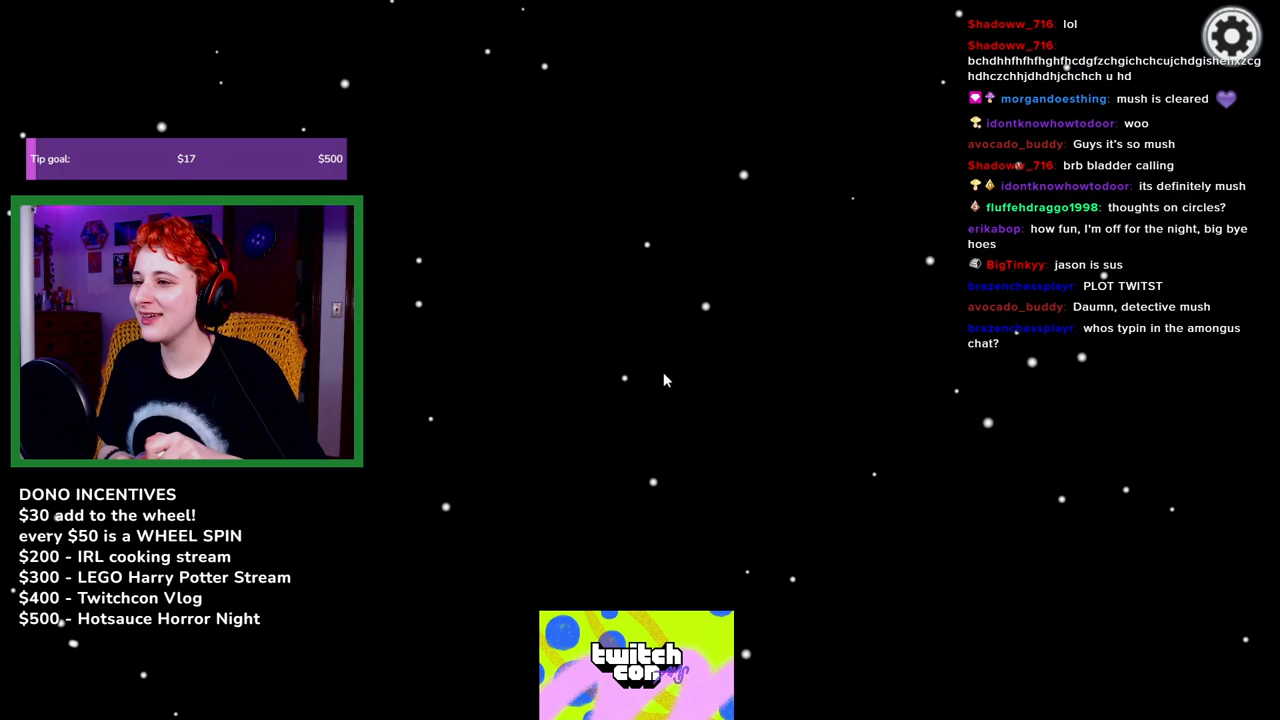 Tip goal: $17 $500
DONO INCENTIVES
$30 add to the wheel!
every $50 is a WHEEL SPIN
$200 - IRL cooking stream
$300 - LEGO Harry Potter Stream
$400 - Twitchcon Vlog
$500 - Hotsauce Horror Night
twitch
con
Shadoww_716: lol
Shadoww_716:
hdhczchhjdhdhjchchch u hd
morgandoesthing: mush is cleared
idontknowhowtodoor: woo
avocado_buddy: Guys it's so mush
Shadoww_716: brb bladder calling
idontknowhowtodoor: its definitely mush
fluffehdraggo1998: thoughts on circles?
erikabop: how fun, I'm off for the night, big bye
hoes
BigTinkyy: jason is sus
brazenchessplayr: PLOT TWITST
avocado_buddy: Daumn, detective mush
brazenchessplayr: whos typin in the amongus
chat?